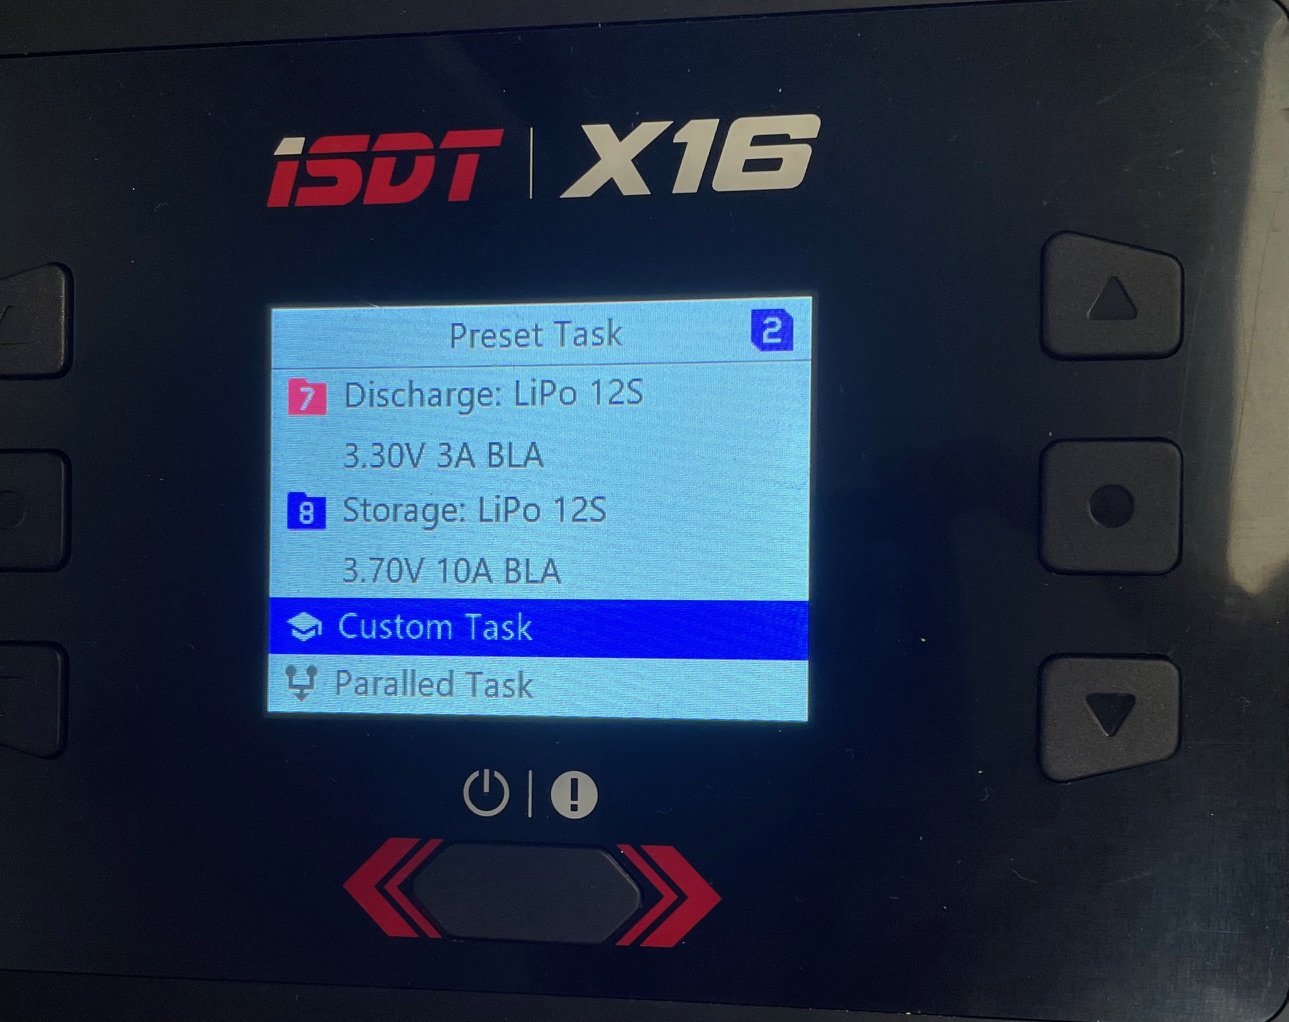 iSDT | X16
Preset Task 2
7 Discharge: LiPo 12S
3.30V 3A BLA
8 Storage: LiPo 12S
3.70V 10A BLA
Custom Task
Paralled Task